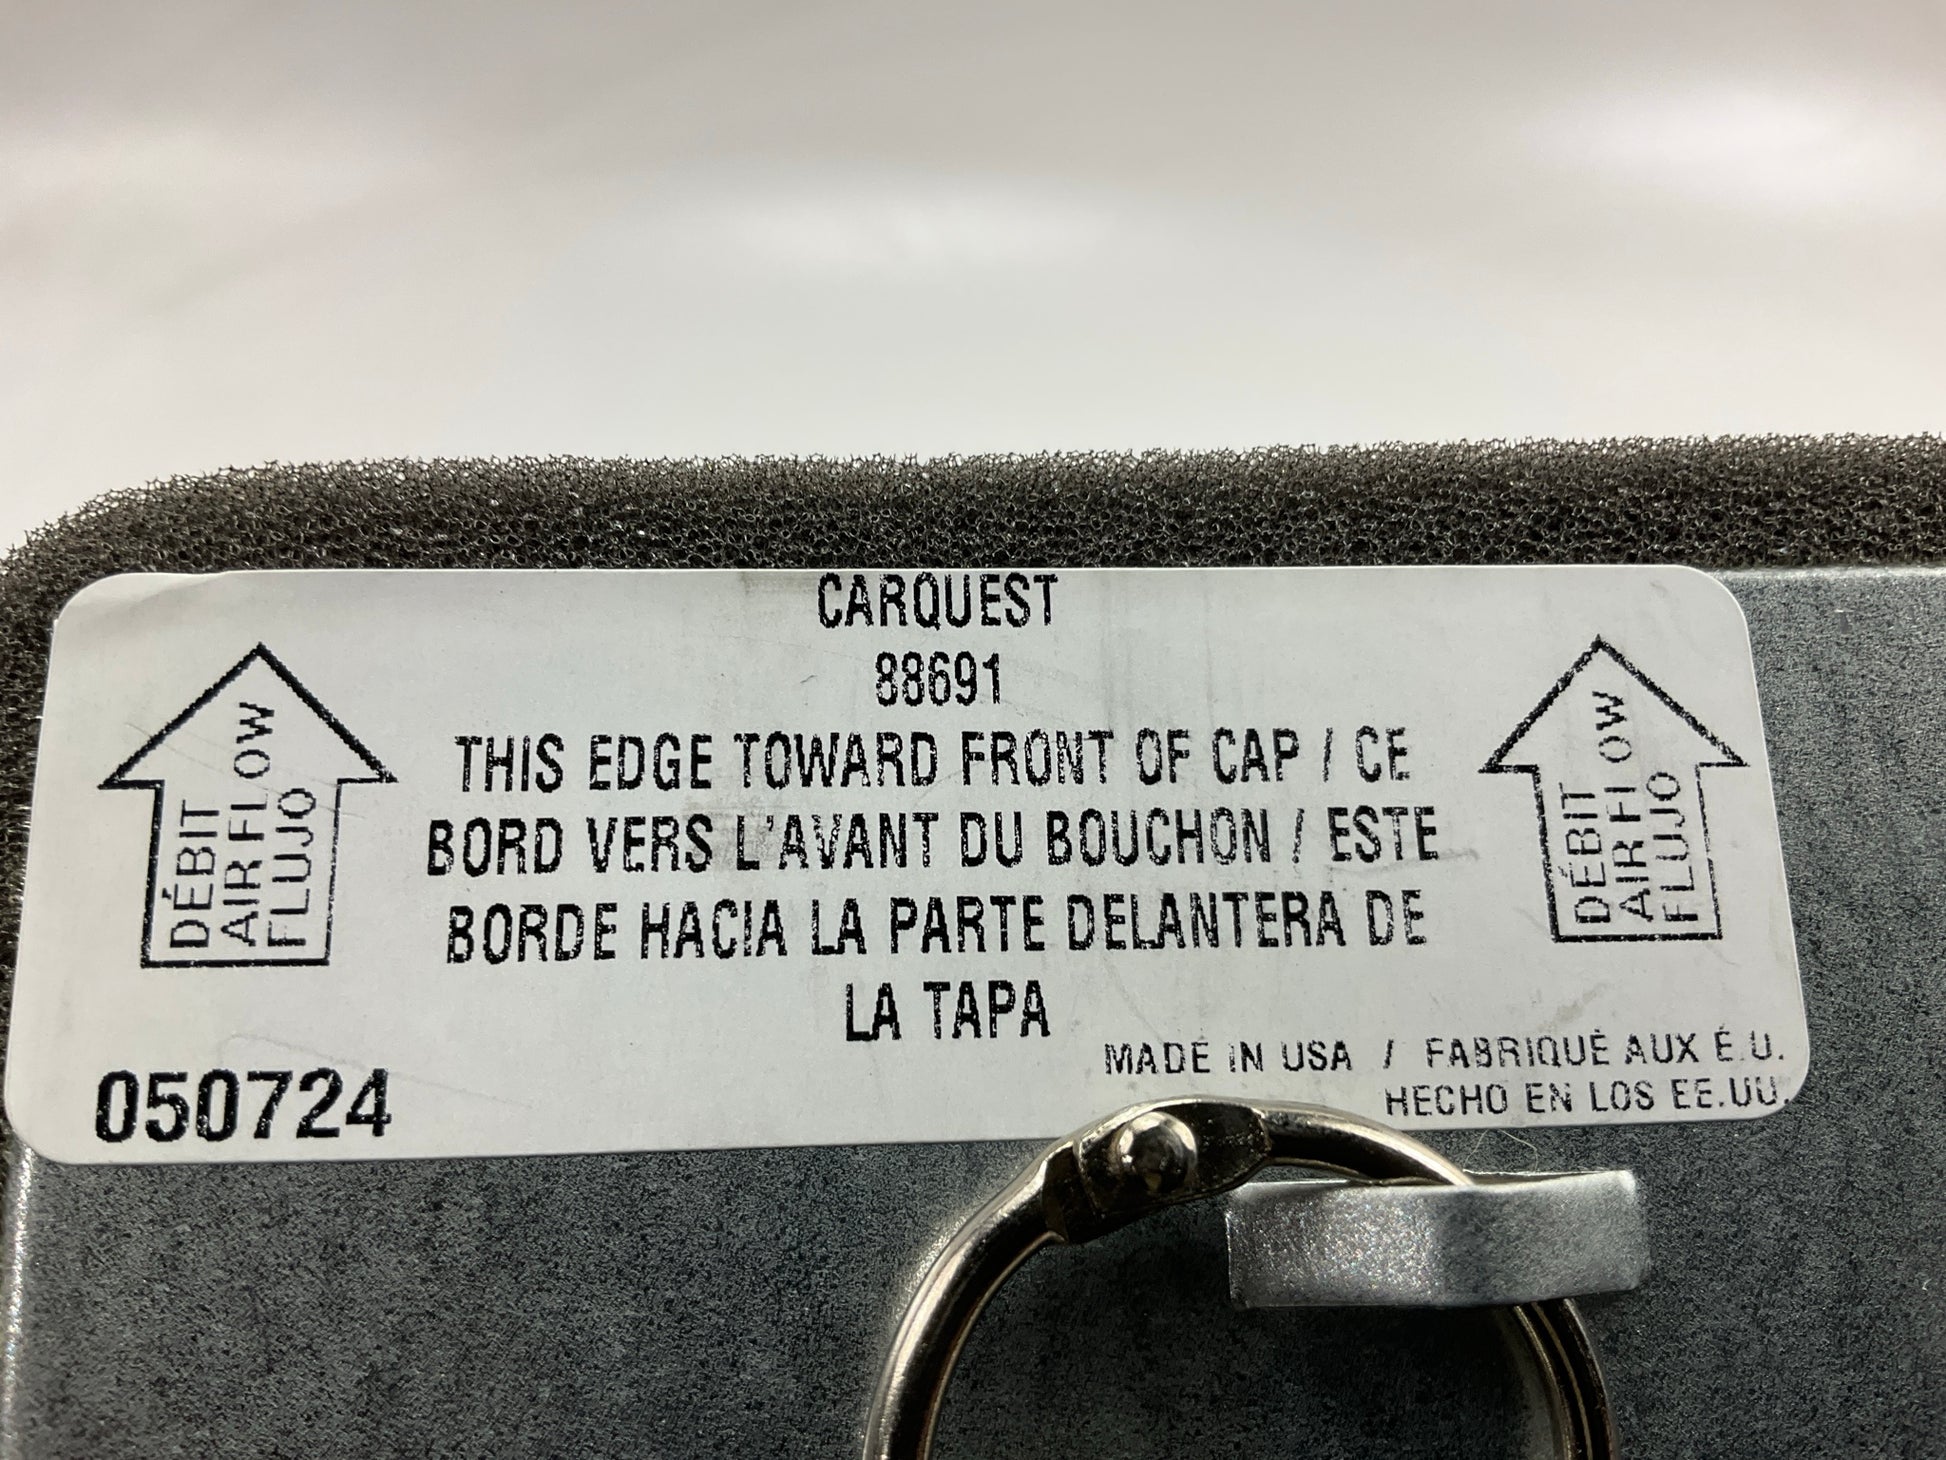 CARQUEST
88691
THIS EDGE TOWARD FRONT OF CAP / CE
BORD VERS L'AVANT DU BOUCHON / ESTE
BORDE HACIA LA PARTE DELANTERA DE
LA TAPA
DÉBIT
AIR FLOW
FLUJO
DÉBIT
AIR FLOW
FLUJO
MADE IN USA / FABRIQUÉ AUX É.U.
HECHO EN LOS EE.UU.
050724